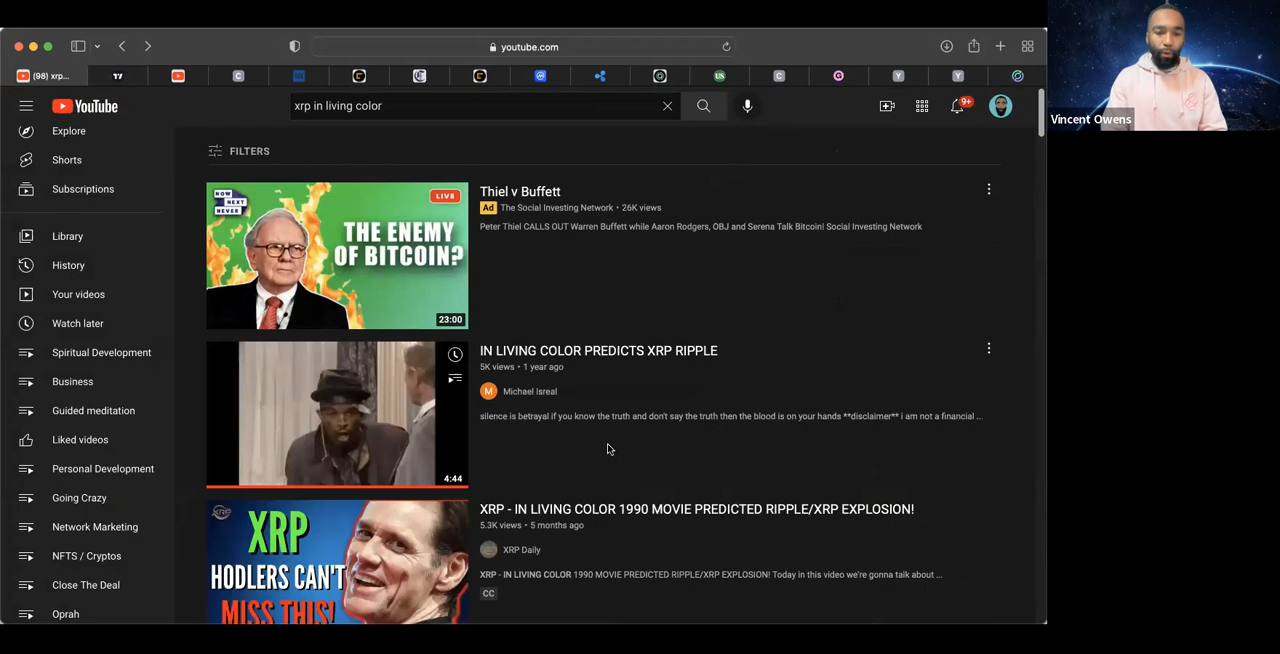 youtube.com
(98) xrp...
YouTube
xrp in living color
9+
Vincent Owens
Explore
Shorts
Subscriptions
Library
History
Your videos
Watch later
Spiritual Development
Business
Guided meditation
Liked videos
Personal Development
Going Crazy
Network Marketing
NFTS / Cryptos
Close The Deal
Oprah
FILTERS
NOW
NEXT
NEVER
LIVE
THE ENEMY
OF BITCOIN?
23:00
Thiel v Buffett
Ad The Social Investing Network • 26K views
Peter Thiel CALLS OUT Warren Buffett while Aaron Rodgers, OBJ and Serena Talk Bitcoin! Social Investing Network
4:44
IN LIVING COLOR PREDICTS XRP RIPPLE
5K views • 1 year ago
M Michael Isreal
silence is betrayal if you know the truth and don't say the truth then the blood is on your hands **disclaimer** i am not a financial ...
XRP
HODLERS CAN'T
MISS THIS!
XRP - IN LIVING COLOR 1990 MOVIE PREDICTED RIPPLE/XRP EXPLOSION!
5.3K views • 5 months ago
XRP Daily
XRP - IN LIVING COLOR 1990 MOVIE PREDICTED RIPPLE/XRP EXPLOSION! Today in this video we're gonna talk about ...
CC